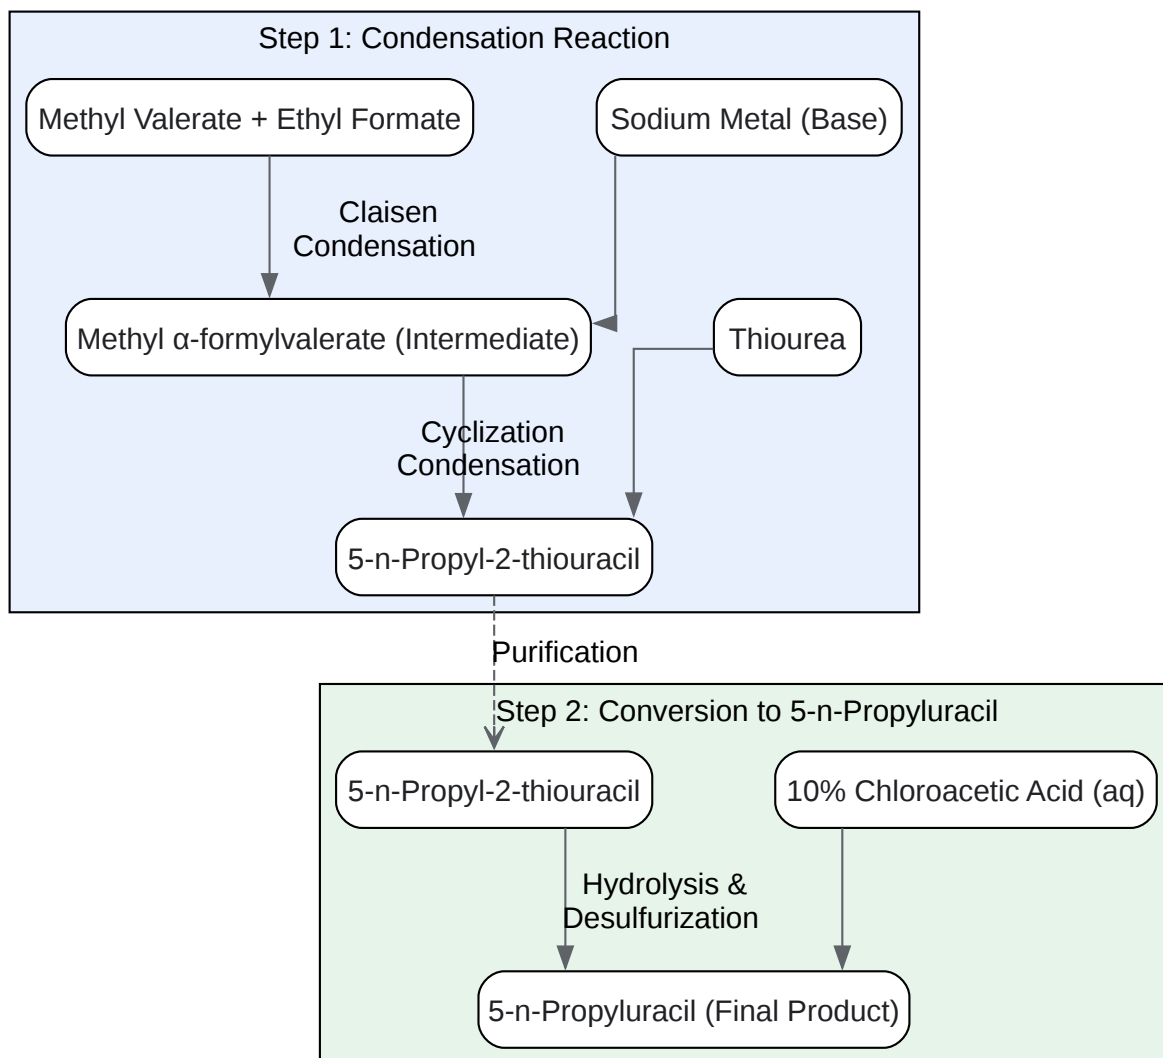 Step 1: Condensation Reaction
Methyl Valerate + Ethyl Formate
Sodium Metal (Base)
Claisen
Condensation
Methyl α-formylvalerate (Intermediate)
Thiourea
Cyclization
Condensation
5-n-Propyl-2-thiouracil
Purification
Step 2: Conversion to 5-n-Propyluracil
5-n-Propyl-2-thiouracil
10% Chloroacetic Acid (aq)
Hydrolysis &
Desulfurization
5-n-Propyluracil (Final Product)